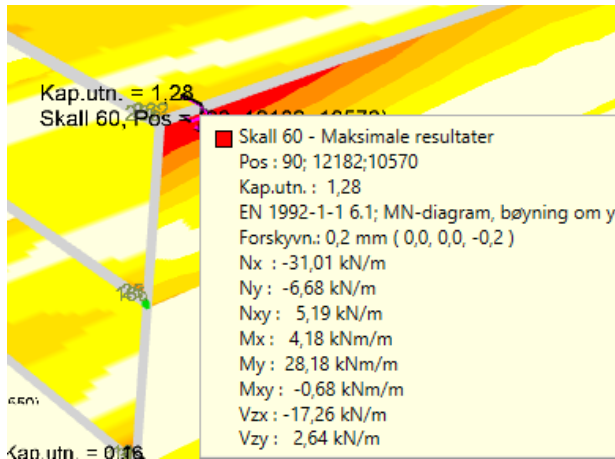 Kap.utn. = 1,28
Skall 60, Pos =
Skall 60 - Maksimale resultater
Pos : 90; 12182;10570
Kap.utn. : 1,28
EN 1992-1-1 6.1; MN-diagram, bøyning om y
Forskyvn.: 0,2 mm ( 0,0, 0,0, -0,2 )
Nx : -31,01 kN/m
Ny : -6,68 kN/m
Nxy : 5,19 kN/m
Mx : 4,18 kNm/m
My : 28,18 kNm/m
Mxy : -0,68 kNm/m
Vzx : -17,26 kN/m
Vzy : 2,64 kN/m
Kap.utn. = 0,16